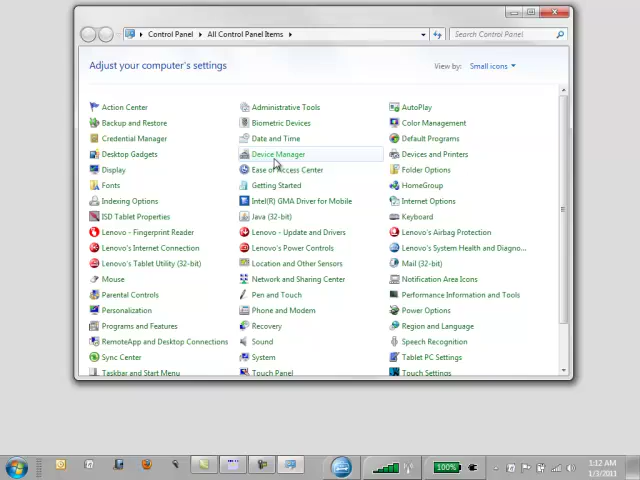 Control Panel All Control Panel Items Search Control Panel
Adjust your computer's settings View by: Small icons
Action Center Administrative Tools AutoPlay
Backup and Restore Biometric Devices Color Management
Credential Manager Date and Time Default Programs
Desktop Gadgets Device Manager Devices and Printers
Display Ease of Access Center Folder Options
Fonts Getting Started HomeGroup
Indexing Options Intel(R) GMA Driver for Mobile Internet Options
ISD Tablet Properties Java (32-bit) Keyboard
Lenovo - Fingerprint Reader Lenovo - Update and Drivers Lenovo's Airbag Protection
Lenovo's Internet Connection Lenovo's Power Controls Lenovo's System Health and Diagno...
Lenovo's Tablet Utility (32-bit) Location and Other Sensors Mail (32-bit)
Mouse Network and Sharing Center Notification Area Icons
Parental Controls Pen and Touch Performance Information and Tools
Personalization Phone and Modem Power Options
Programs and Features Recovery Region and Language
RemoteApp and Desktop Connections Sound Speech Recognition
Sync Center System Tablet PC Settings
Taskbar and Start Menu Touch Panel Touch Settings
100% 1:12 AM
1/3/2011